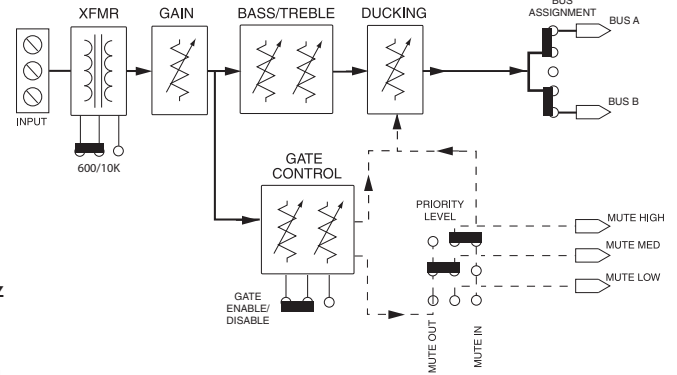 BUS
ASSIGNMENT
XFMR
GAIN
BASS/TREBLE
DUCKING
BUS A
BUS B
INPUT
600/10K
GATE
CONTROL
PRIORITY
LEVEL
MUTE HIGH
MUTE MED
MUTE LOW
GATE
ENABLE/
DISABLE
MUTE OUT
MUTE IN
z